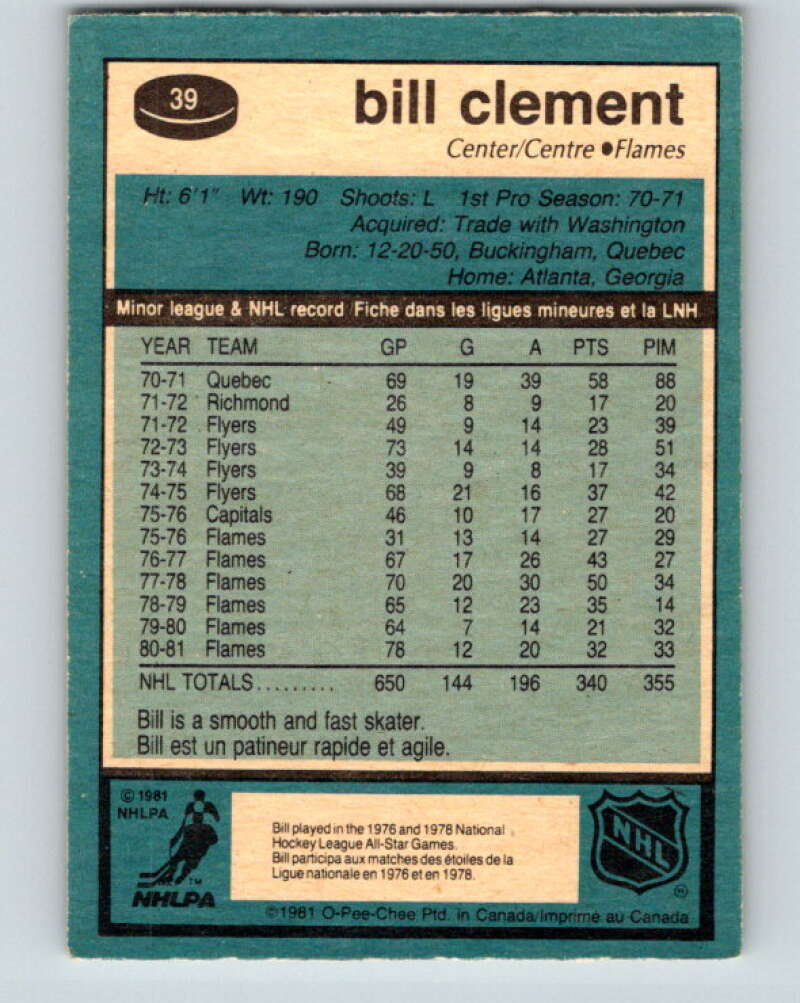 39
bill clement
Center/Centre ●Flames
Ht: 6'1" Wt: 190 Shoots: L 1st Pro Season: 70-71
Acquired: Trade with Washington
Born: 12-20-50, Buckingham, Quebec
Home: Atlanta, Georgia
Minor league & NHL record Fiche dans les ligues mineures et la LNH
YEAR TEAM GP G A PTS PIM
70-71 Quebec 69 19 39 58 88
71-72 Richmond 26 8 9 17 20
71-72 Flyers 49 9 14 23 39
72-73 Flyers 73 14 14 28 51
73-74 Flyers 39 9 8 17 34
74-75 Flyers 68 21 16 37 42
75-76 Capitals 46 10 17 27 20
75-76 Flames 31 13 14 27 29
76-77 Flames 67 17 26 43 27
77-78 Flames 70 20 30 50 34
78-79 Flames 65 12 23 35 14
79-80 Flames 64 7 14 21 32
80-81 Flames 78 12 20 32 33
NHL TOTALS......... 650 144 196 340 355
Bill is a smooth and fast skater.
Bill est un patineur rapide et agile.
© 1981
NHLPA
TM
NHLPA
Bill played in the 1976 and 1978 National
Hockey League All-Star Games.
Bill participa aux matches des étoiles de la
Ligue nationale en 1976 et en 1978.
NHL
©1981 O-Pee-Chee Ptd. in Canada/Imprimé au Canada